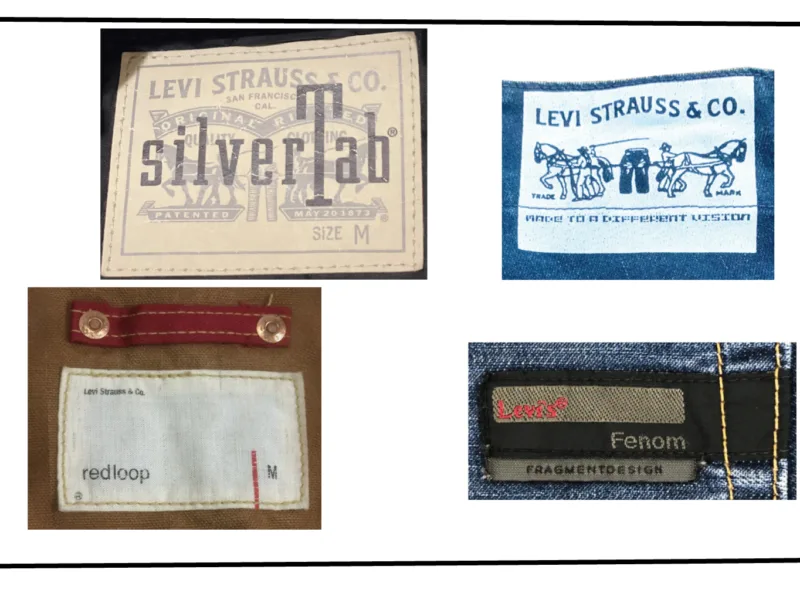 LEVI STRAUSS & CO.
SAN FRANCISCO
CAL.
ORIGINAL RIVETED
QUALITY CLOTHING
silverTab®
PATENTED MAY 20 1873
SIZE M
LEVI STRAUSS & CO.
TRADE MARK
MADE TO A DIFFERENT VISION
Levi Strauss & Co.
redloop
M
Levi's®
Fenom
FRAGMENTDESIGN